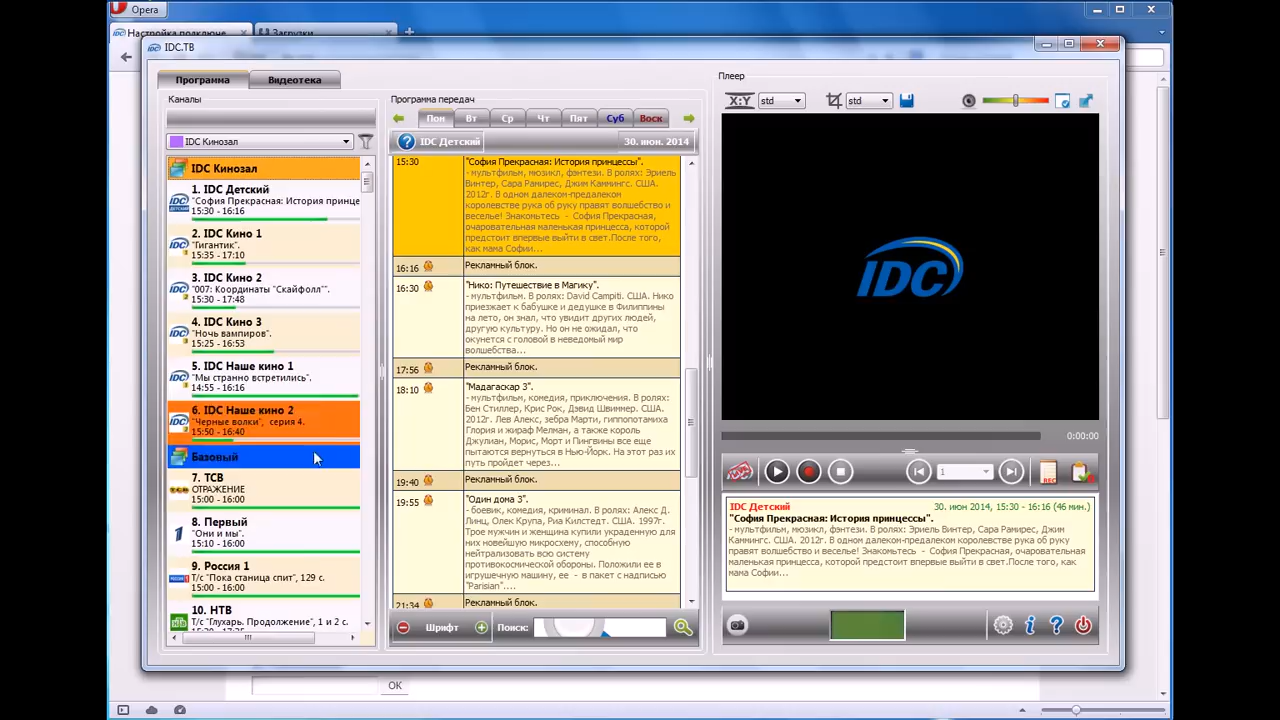 Opera
Настройка подключе...
Загрузки
IDC.ТВ
Программа
Видеотека
Каналы
IDC Кинозал
IDC Кинозал
1. IDC Детский
"София Прекрасная: История принце
15:30 - 16:16
2. IDC Кино 1
"Гигантик".
15:35 - 17:10
3. IDC Кино 2
"007: Координаты "Скайфолл"".
15:30 - 17:48
4. IDC Кино 3
"Ночь вампиров".
15:25 - 16:53
5. IDC Наше кино 1
"Мы странно встретились".
14:55 - 16:16
6. IDC Наше кино 2
"Черные волки", серия 4.
15:50 - 16:40
Базовый
7. ТСВ
ОТРАЖЕНИЕ
15:00 - 16:00
8. Первый
"Они и мы".
15:10 - 16:00
9. Россия 1
Т/с "Пока станица спит", 129 с.
15:00 - 16:00
10. НТВ
Т/с "Глухарь. Продолжение", 1 и 2 с.
Программа передач
Пон
Вт
Ср
Чт
Пят
Суб
Воск
IDC Детский
30. июн. 2014
15:30
"София Прекрасная: История принцессы".
- мультфильм, мюзикл, фэнтези. В ролях: Эриель
Винтер, Сара Рамирес, Джим Каммингс. США.
2012г. В одном далеком-предалеком
королевстве рука об руку правят волшебство и
веселье! Знакомьтесь - София Прекрасная,
очаровательная маленькая принцесса, которой
предстоит впервые выйти в свет.После того,
как мама Софии...
16:16
Рекламный блок.
16:30
"Нико: Путешествие в Магику".
- мультфильм. В ролях: David Campiti. США. Нико
приезжает к бабушке и дедушке в Филиппины
на лето, он знал, что увидит других людей,
другую культуру. Но он не ожидал, что
окунется с головой в неведомый мир
волшебства...
17:56
Рекламный блок.
18:10
"Мадагаскар 3".
- мультфильм, комедия, приключения. В ролях:
Бен Стиллер, Крис Рок, Дэвид Швиммер. США.
2012г. Лев Алекс, зебра Марти, гиппопотамиха
Глория и жираф Мелман, а также король
Джулиан, Морис, Морт и Пингвины все еще
пытаются вернуться в Нью-Йорк. На этот раз их
путь пройдет через...
19:40
Рекламный блок.
19:55
"Один дома 3".
- боевик, комедия, криминал. В ролях: Алекс Д.
Линц, Олек Крупа, Риа Килстедт. США. 1997г.
Трое мужчин и женщина купили украденную для
них новейшую микросхему, способную
нейтрализовать всю систему
противокосмической обороны. Положили ее в
игрушечную машину, ее - в пакет с надписью
"Parisian"....
21:34
Рекламный блок.
Шрифт
Поиск:
Плеер
X:Y
std
std
IDC
0:00:00
1
REC
IDC Детский
30 июн 2014, 15:30 - 16:16 (46 мин.)
"София Прекрасная: История принцессы".
- мультфильм, мюзикл, фэнтези. В ролях: Эриель Винтер, Сара Рамирес, Джим
Каммингс. США. 2012г. В одном далеком-предалеком королевстве рука об руку
правят волшебство и веселье! Знакомьтесь - София Прекрасная, очаровательная
маленькая принцесса, которой предстоит впервые выйти в свет.После того, как
мама Софии...
OK